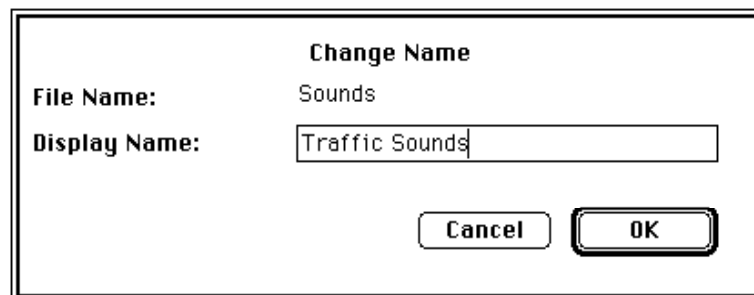 Change Name
File Name: Sounds
Display Name: Traffic Sounds
Cancel OK